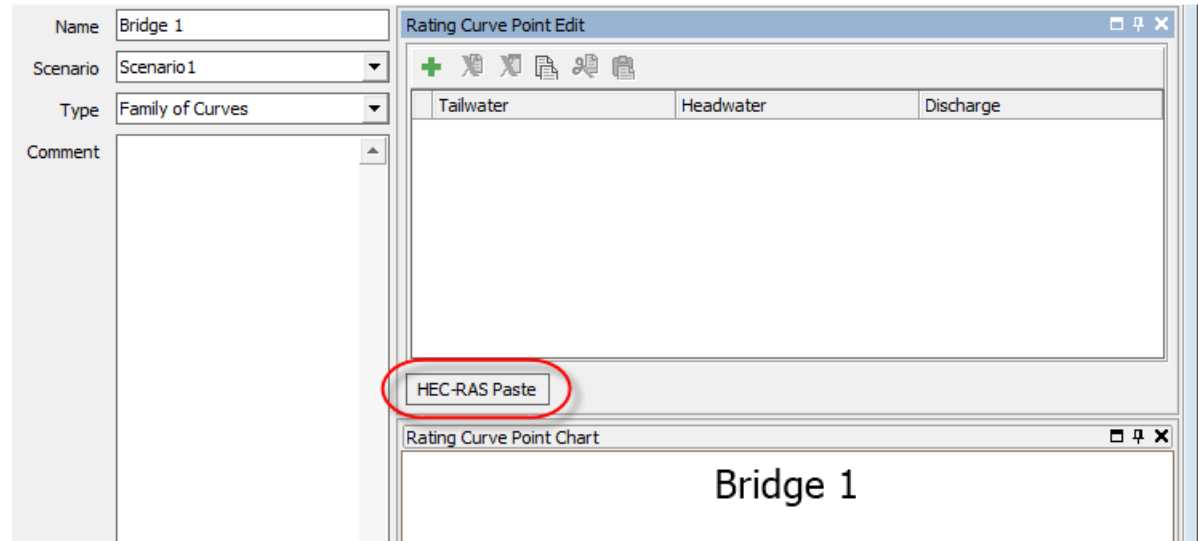 Name Bridge 1
Scenario Scenario1
Type Family of Curves
Comment
Rating Curve Point Edit
Tailwater Headwater Discharge
HEC-RAS Paste
Rating Curve Point Chart
Bridge 1